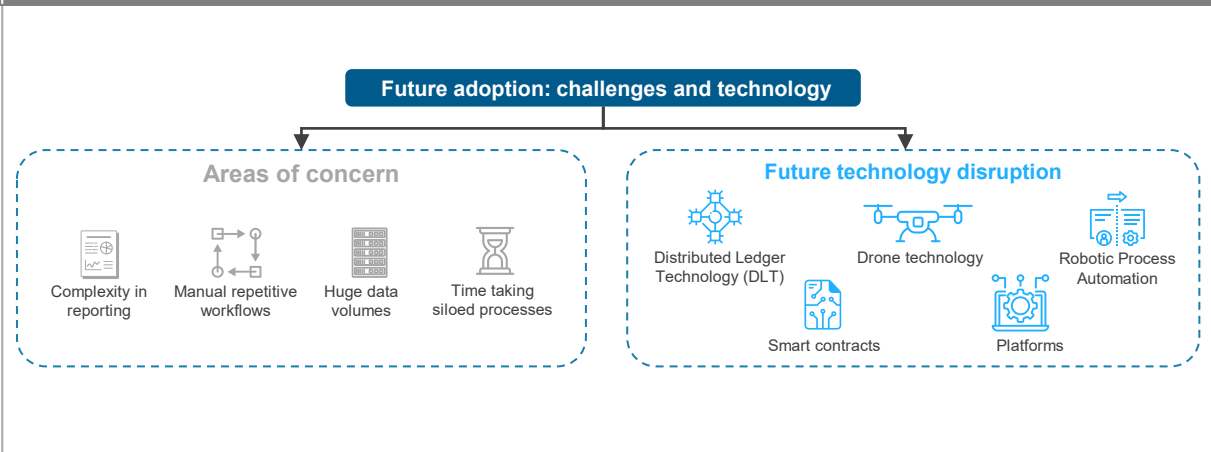 Future adoption: challenges and technology
Areas of concern
Complexity in
reporting
Manual repetitive
workflows
Huge data
volumes
Time taking
siloed processes
Future technology disruption
Distributed Ledger
Technology (DLT)
Drone technology
Robotic Process
Automation
Smart contracts
Platforms